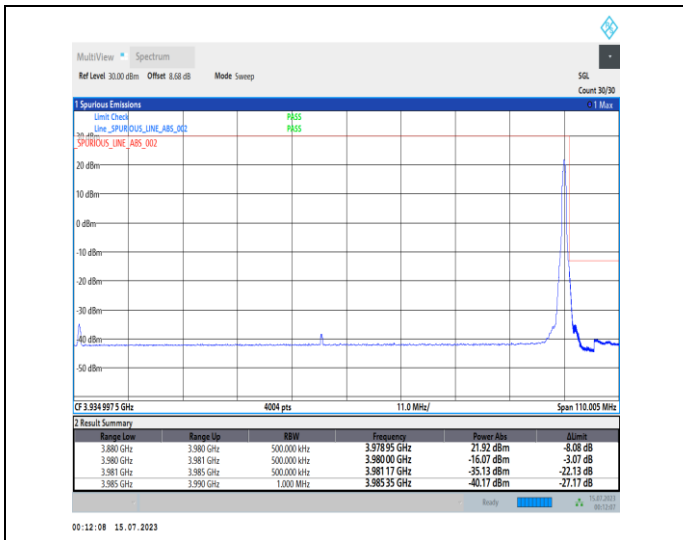 MultiView Spectrum
Ref Level 30.00 dBm Offset 8.68 dB Mode Sweep SGL
Count 30/30
1 Spurious Emissions 1 Max
Limit Check PASS
Line _SPURIOUS_LINE_ABS_002 PASS
_SPURIOUS_LINE_ABS_002
20 dBm
10 dBm
0 dBm
-10 dBm
-20 dBm
-30 dBm
-40 dBm
-50 dBm
CF 3.934 997 5 GHz 4004 pts 11.0 MHz/ Span 110.005 MHz
2 Result Summary
Range Low Range Up RBW Frequency Power Abs ΔLimit
3.880 GHz 3.980 GHz 500.000 kHz 3.978 95 GHz 21.92 dBm -8.08 dB
3.980 GHz 3.981 GHz 500.000 kHz 3.980 00 GHz -16.07 dBm -3.07 dB
3.981 GHz 3.985 GHz 500.000 kHz 3.981 17 GHz -35.13 dBm -22.13 dB
3.985 GHz 3.990 GHz 1.000 MHz 3.985 35 GHz -40.17 dBm -27.17 dB
Ready 15.07.2023
00:12:07
00:12:08 15.07.2023